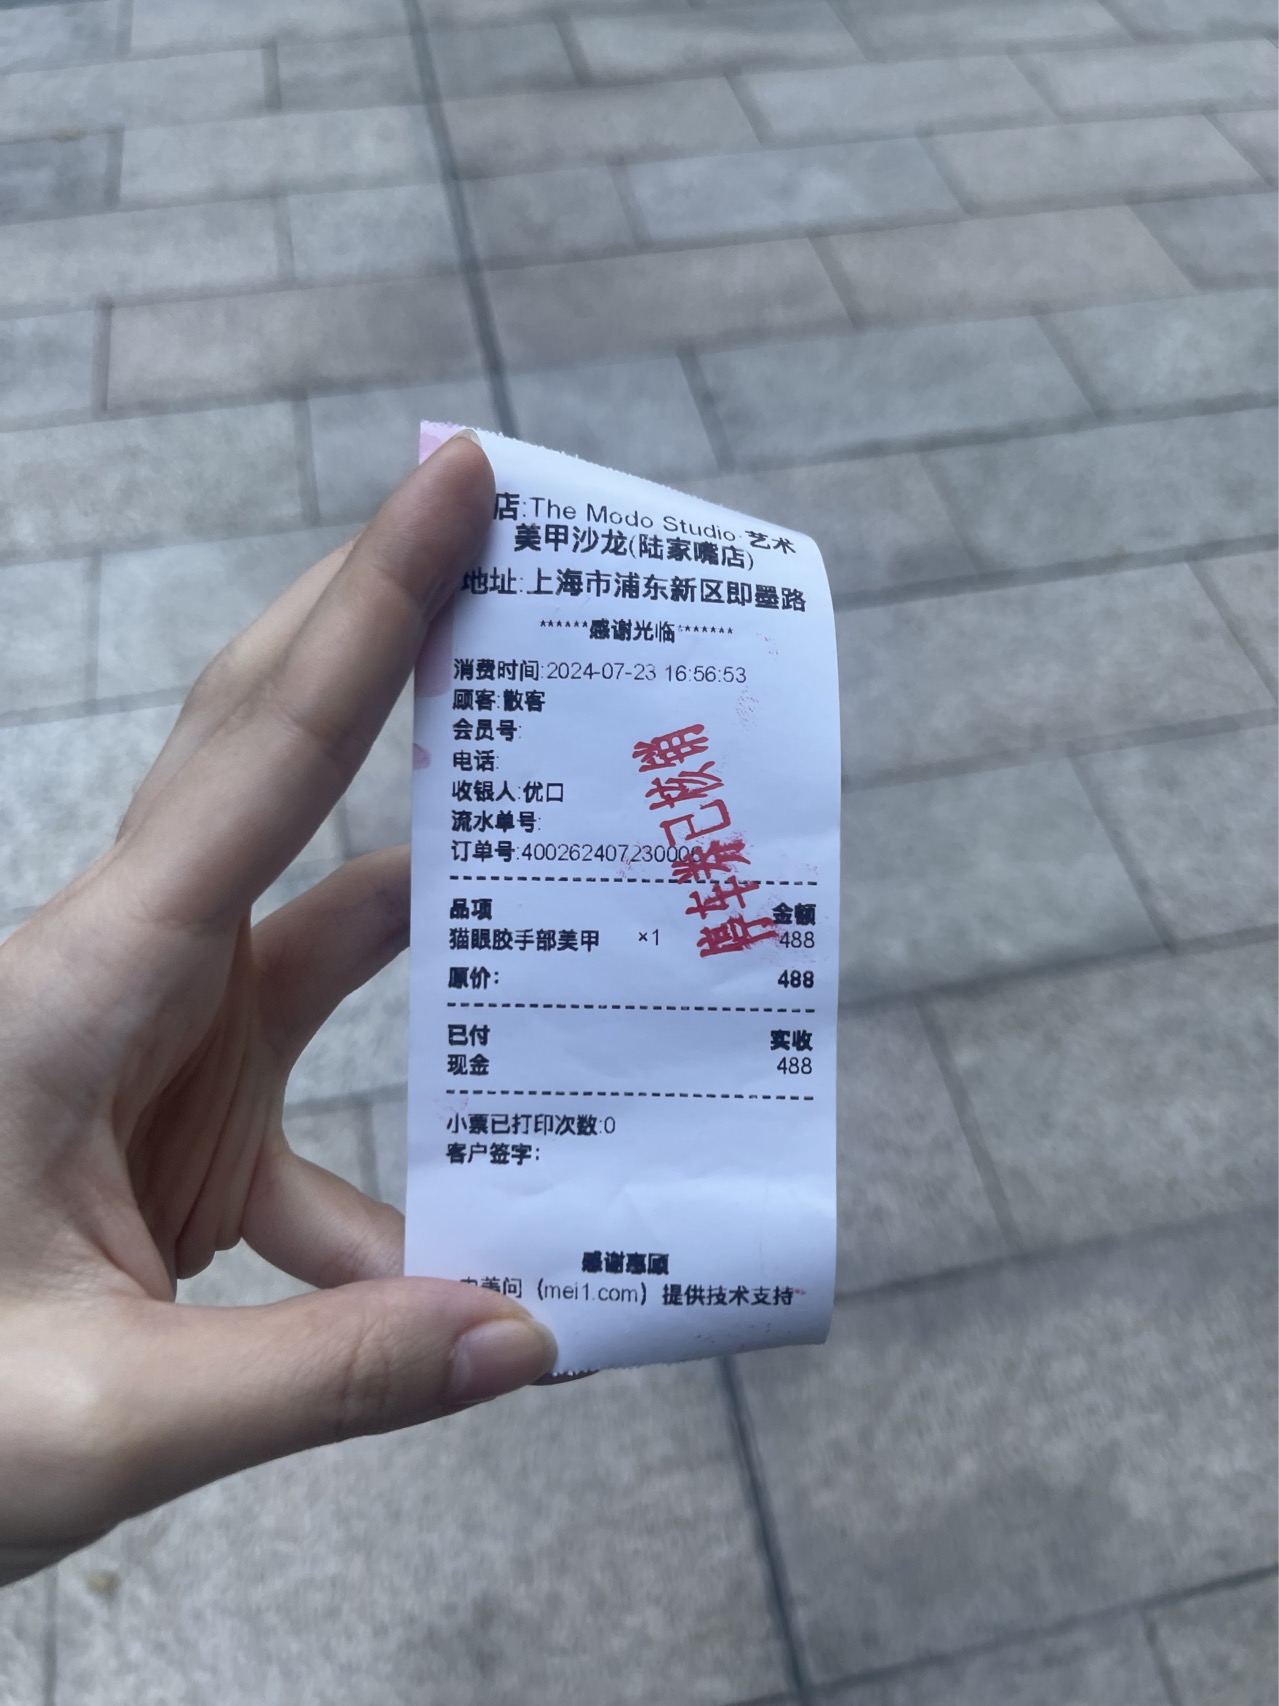 店:The Modo Studio·艺术
美甲沙龙(陆家嘴店)
地址:上海市浦东新区即墨路
******感谢光临******
消费时间:2024-07-23 16:56:53
顾客:散客
会员号:
电话:
收银人:优口
流水单号:
订单号:400262407230006
品项 金额
猫眼胶手部美甲 ×1 488
原价: 488
已付 实收
现金 488
小票已打印次数:0
客户签字:
感谢惠顾
美问（mei1.com）提供技术支持
停车券已核销